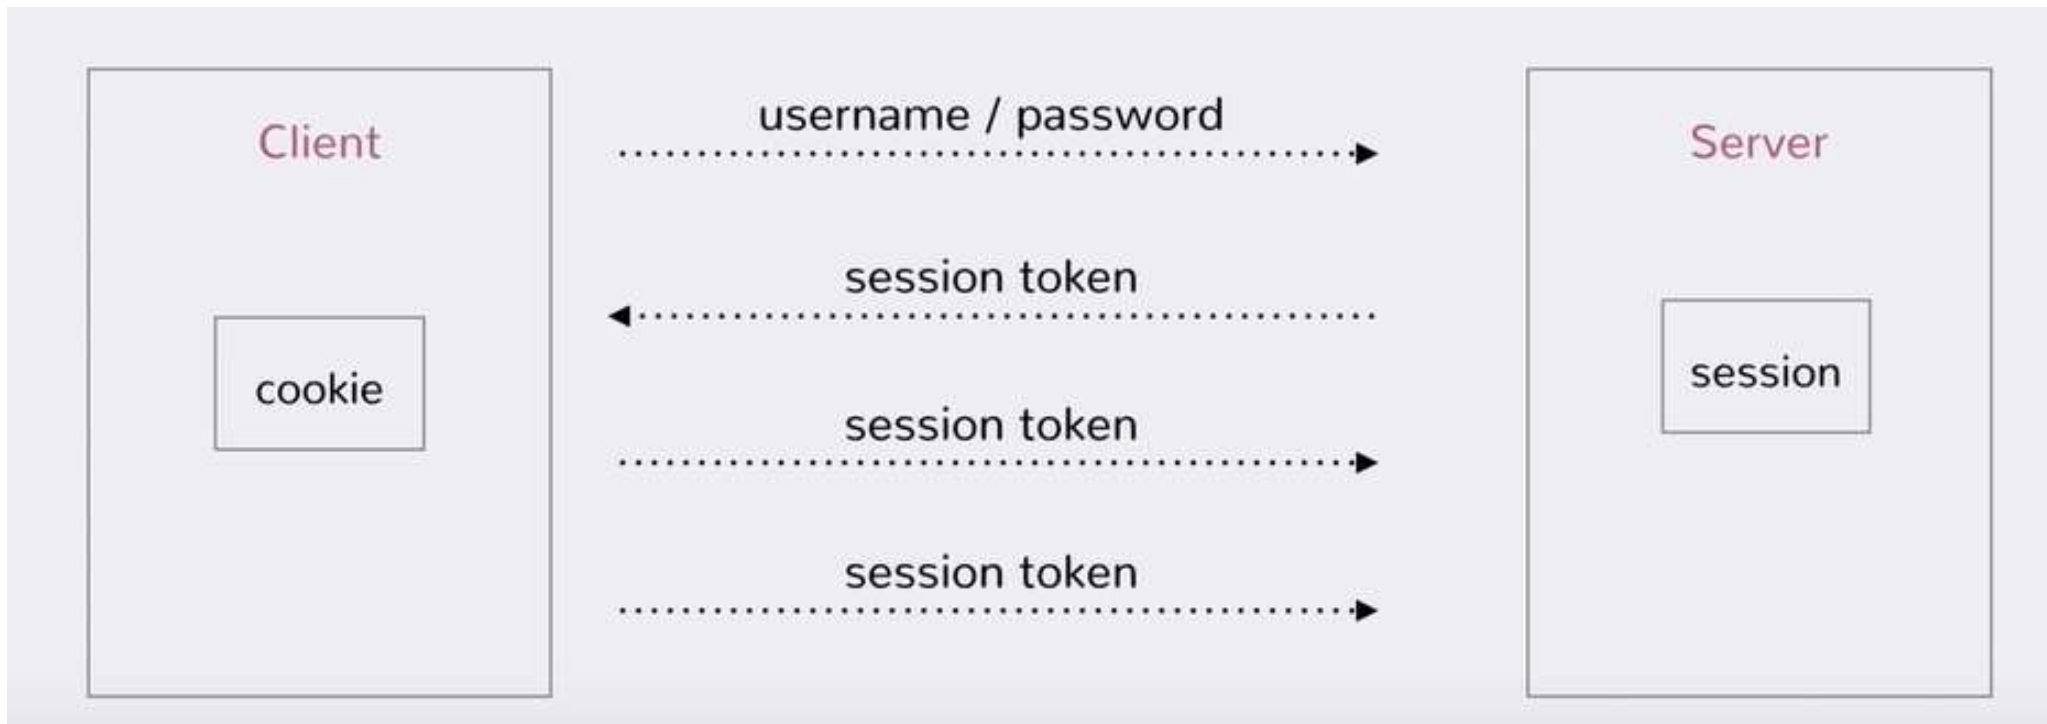 Client
username / password
Server
session token
cookie
session
session token
session token